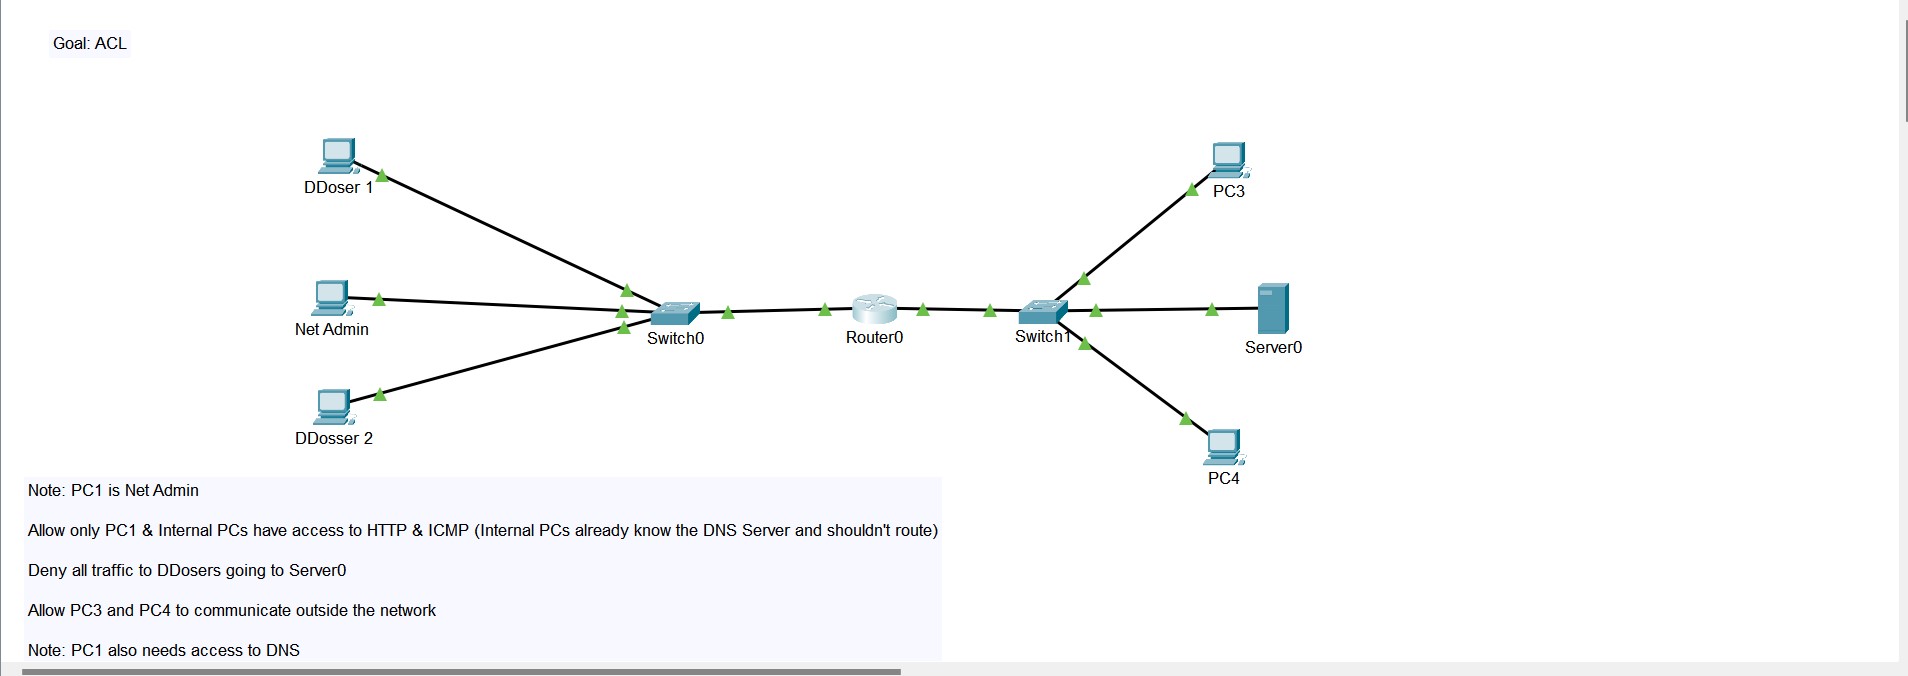 Goal: ACL
DDoser 1
PC3
Net Admin
Switch0
Router0
Switch1
Server0
DDosser 2
PC4
Note: PC1 is Net Admin
Allow only PC1 & Internal PCs have access to HTTP & ICMP (Internal PCs already know the DNS Server and shouldn't route)
Deny all traffic to DDosers going to Server0
Allow PC3 and PC4 to communicate outside the network
Note: PC1 also needs access to DNS